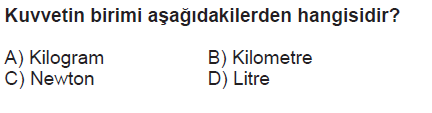 Kuvvetin birimi aşağıdakilerden hangisidir?
A) Kilogram B) Kilometre
C) Newton D) Litre